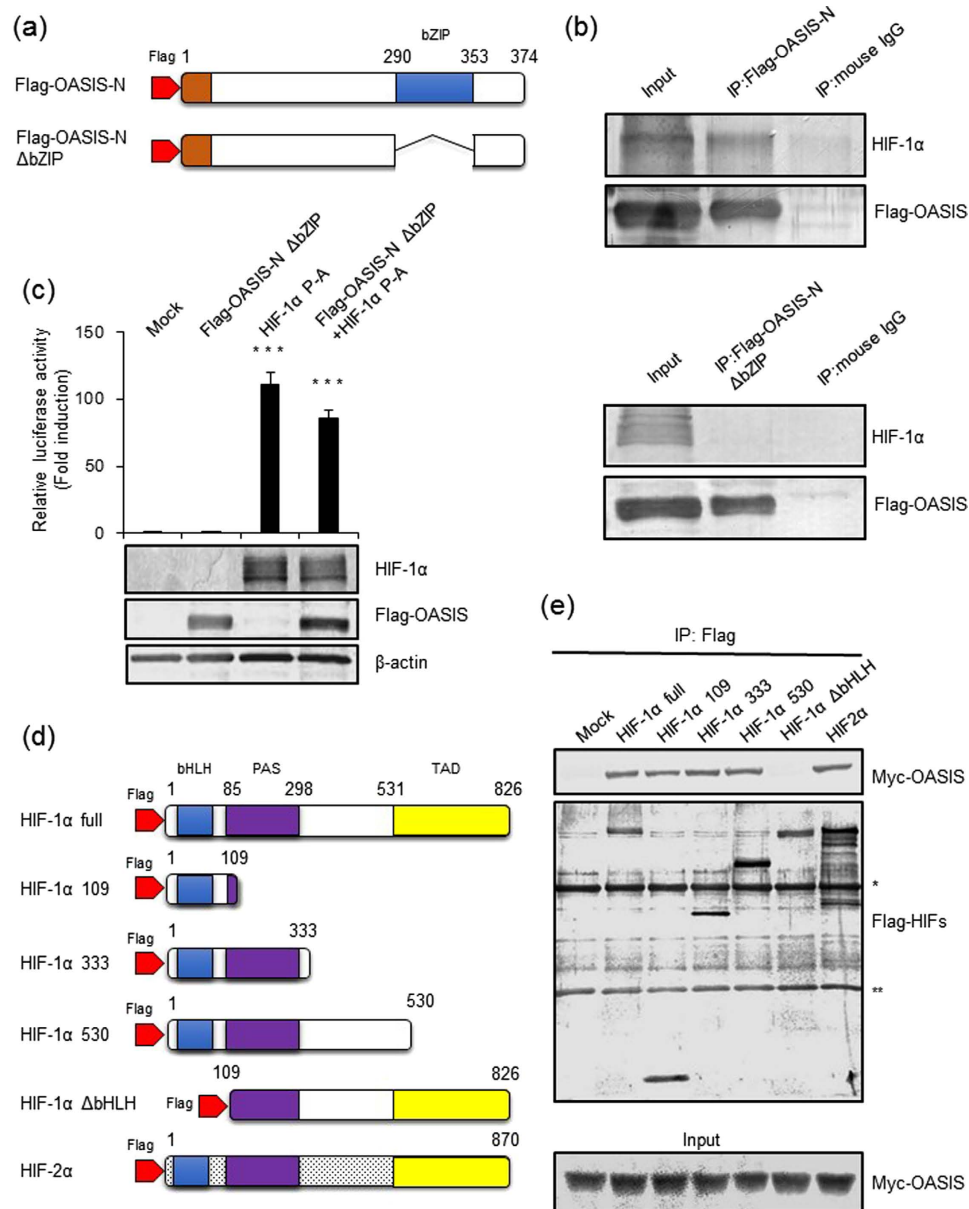 (a)
Flag 1 290 bZIP 353 374
Flag-OASIS-N
Flag-OASIS-N
ΔbZIP
(b)
Input IP:Flag-OASIS-N IP:mouse IgG
HIF-1α
Flag-OASIS
Input IP:Flag-OASIS-N
ΔbZIP IP:mouse IgG
HIF-1α
Flag-OASIS
(c)
Mock Flag-OASIS-N ΔbZIP HIF-1α P-A Flag-OASIS-N ΔbZIP
+HIF-1α P-A
Relative luciferase activity
(Fold induction)
150
100
50
0
* * *
* * *
HIF-1α
Flag-OASIS
β-actin
(d)
bHLH PAS TAD
Flag 1 85 298 531 826
HIF-1α full
Flag 1 109
HIF-1α 109
Flag 1 333
HIF-1α 333
Flag 1 530
HIF-1α 530
109 826
HIF-1α ΔbHLH Flag
Flag 1 870
HIF-2α
(e)
IP: Flag
Mock HIF-1α full HIF-1α 109 HIF-1α 333 HIF-1α 530 HIF-1α ΔbHLH HIF2α
Myc-OASIS
*
Flag-HIFs
**
Input
Myc-OASIS